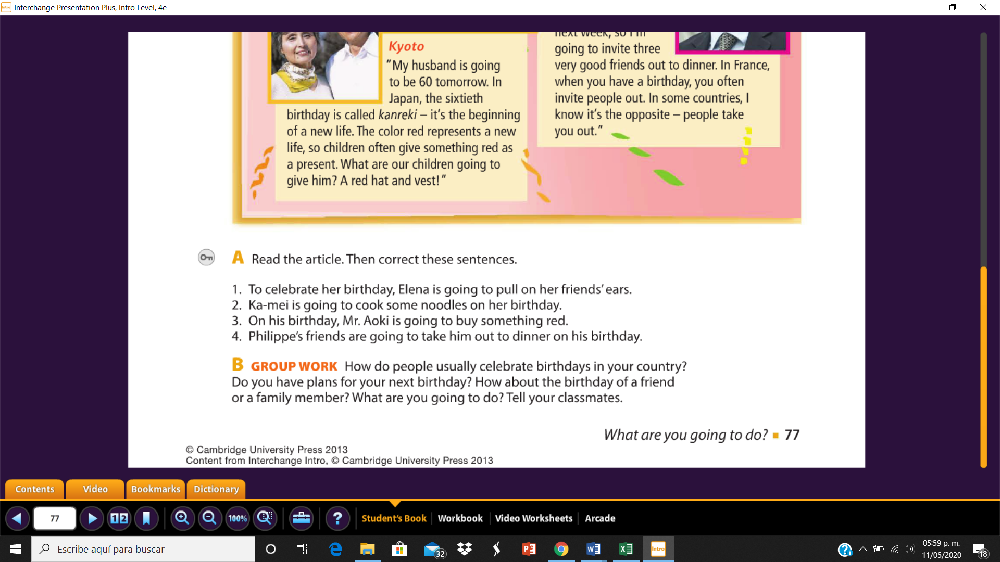 Interchange Presentation Plus, Intro Level, 4e
Kyoto
"My husband is going
to be 60 tomorrow. In
Japan, the sixtieth
birthday is called kanreki – it's the beginning
of a new life. The color red represents a new
life, so children often give something red as
a present. What are our children going to
give him? A red hat and vest!"
next week, so I'm
going to invite three
very good friends out to dinner. In France,
when you have a birthday, you often
invite people out. In some countries, I
know it's the opposite – people take
you out."
A Read the article. Then correct these sentences.
1. To celebrate her birthday, Elena is going to pull on her friends' ears.
2. Ka-mei is going to cook some noodles on her birthday.
3. On his birthday, Mr. Aoki is going to buy something red.
4. Philippe's friends are going to take him out to dinner on his birthday.
B GROUP WORK How do people usually celebrate birthdays in your country?
Do you have plans for your next birthday? How about the birthday of a friend
or a family member? What are you going to do? Tell your classmates.
What are you going to do? ■ 77
© Cambridge University Press 2013
Content from Interchange Intro, © Cambridge University Press 2013
Contents Video Bookmarks Dictionary
77 12 100% ? Student's Book Workbook Video Worksheets Arcade
Escribe aquí para buscar
32
Intro
05:59 p. m.
11/05/2020
18